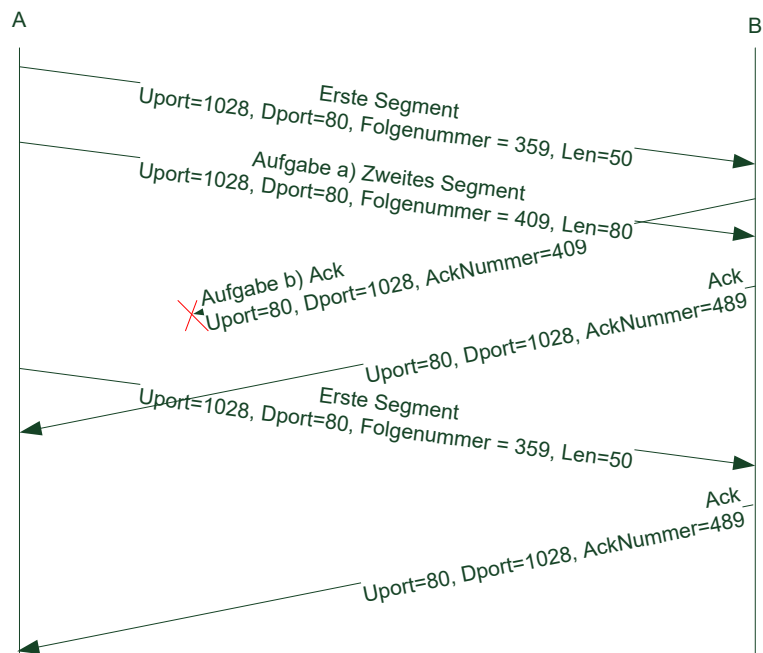 A
B
Erste Segment
Uport=1028, Dport=80, Folgenummer = 359, Len=50
Aufgabe a) Zweites Segment
Uport=1028, Dport=80, Folgenummer = 409, Len=80
Aufgabe b) Ack
Uport=80, Dport=1028, AckNummer=409
Ack
Uport=80, Dport=1028, AckNummer=489
Erste Segment
Uport=1028, Dport=80, Folgenummer = 359, Len=50
Ack
Uport=80, Dport=1028, AckNummer=489